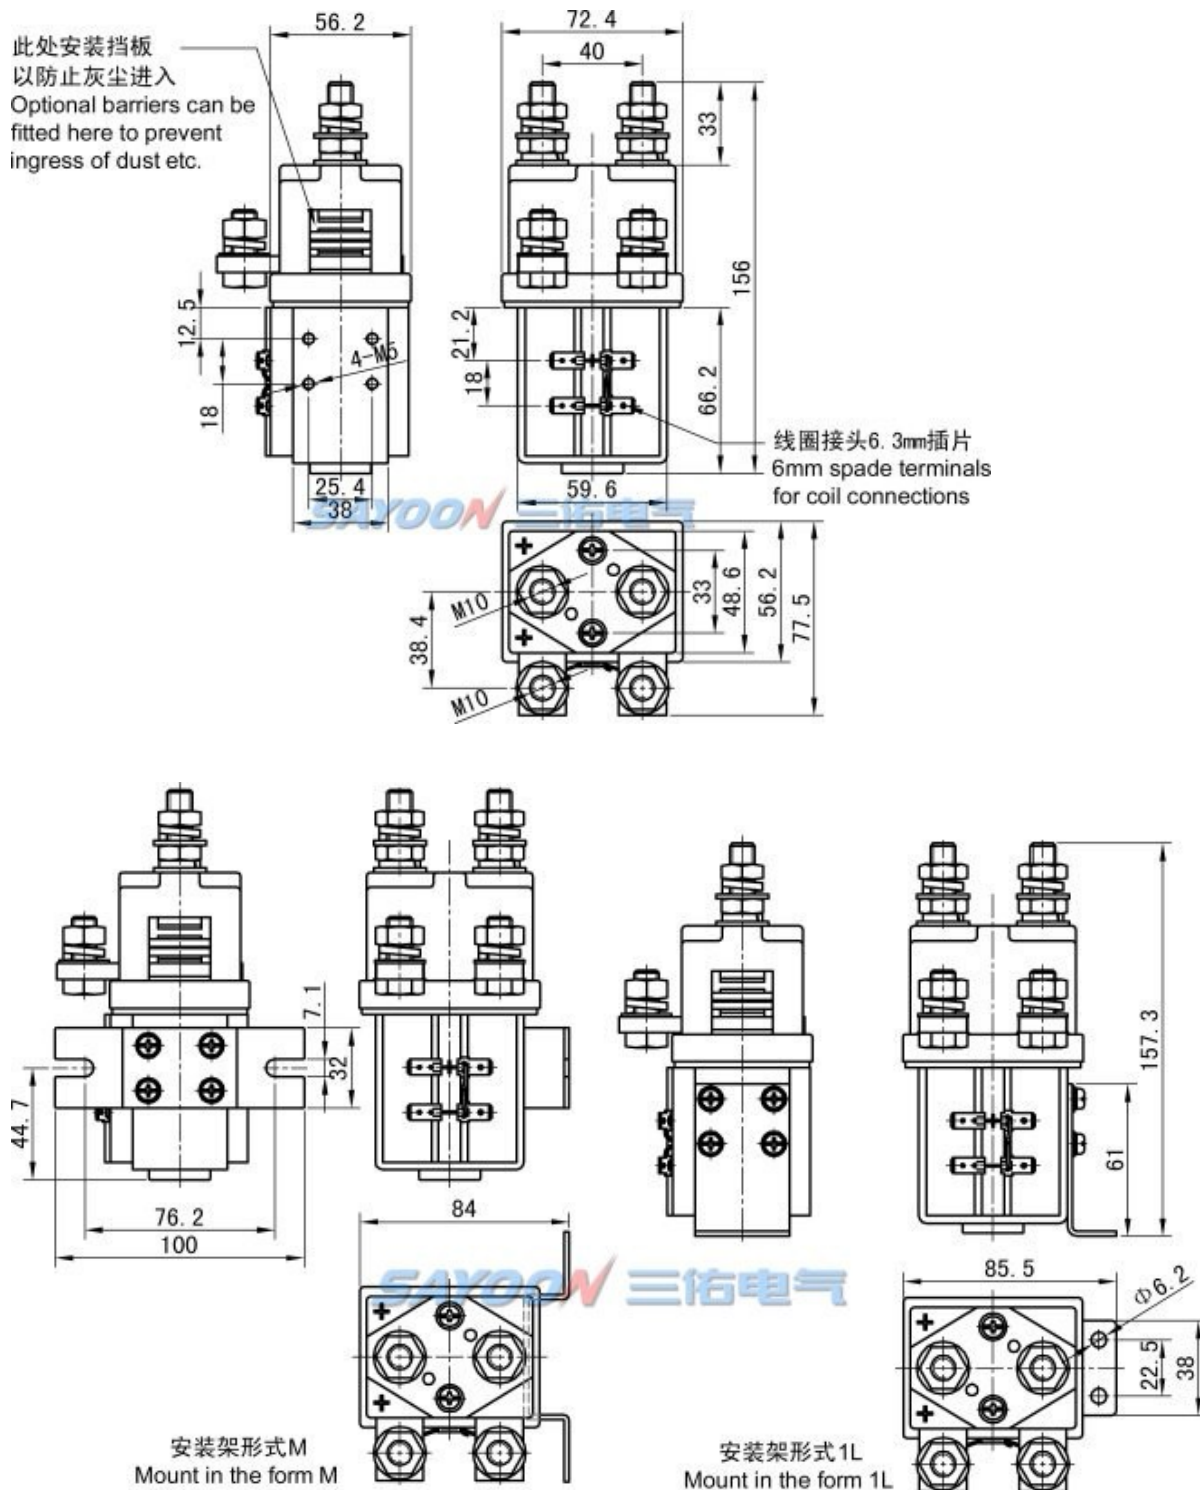 56.2
72.4
40
此处安装挡板
以防止灰尘进入
Optional barriers can be
fitted here to prevent
ingress of dust etc.
33
156
12.5
18
4-M5
21.2
18
66.2
线圈接头6.3mm插片
6mm spade terminals
for coil connections
25.4
38
59.6
SAYOON 三佑电气
M10
M10
38.4
33
48.6
56.2
77.5
7.1
32
44.7
76.2
100
84
157.3
61
85.5
Φ6.2
22.5
38
SAYOON 三佑电气
安装架形式M
Mount in the form M
安装架形式1L
Mount in the form 1L